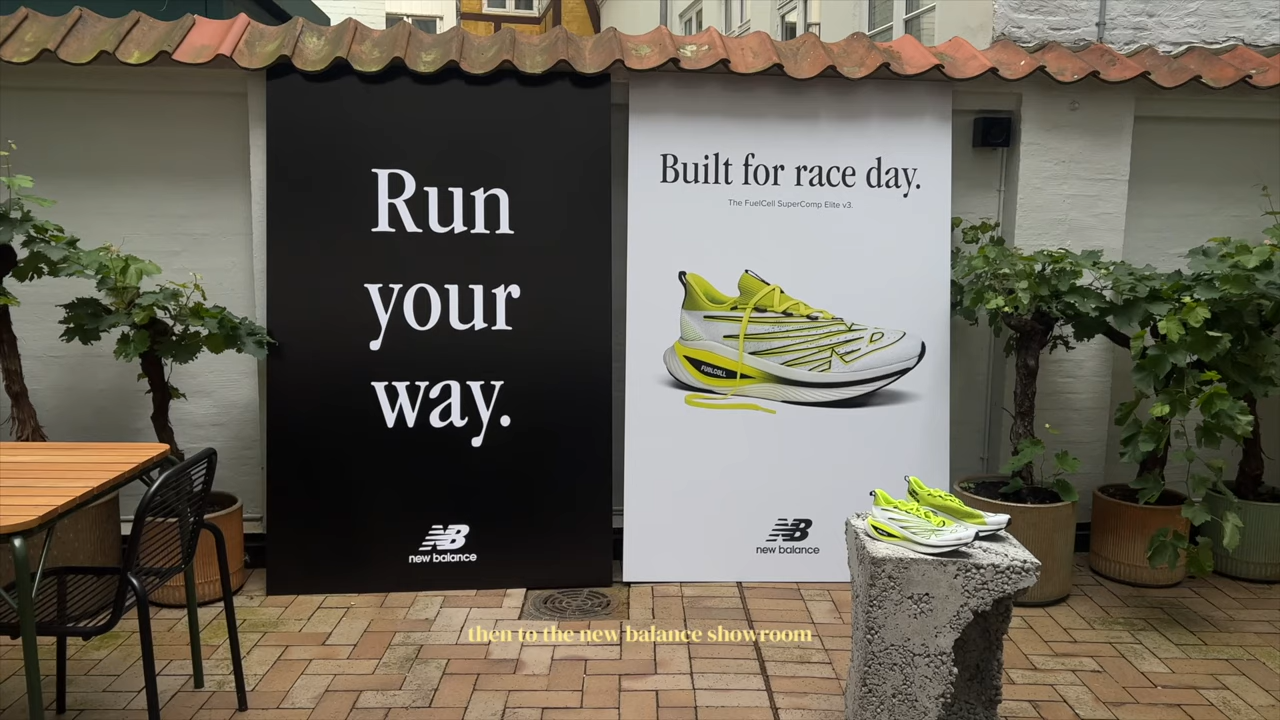 Run
your
way.
new balance
Built for race day.
The FuelCell SuperComp Elite v3.
FUELCELL
new balance
then to the new balance showroom